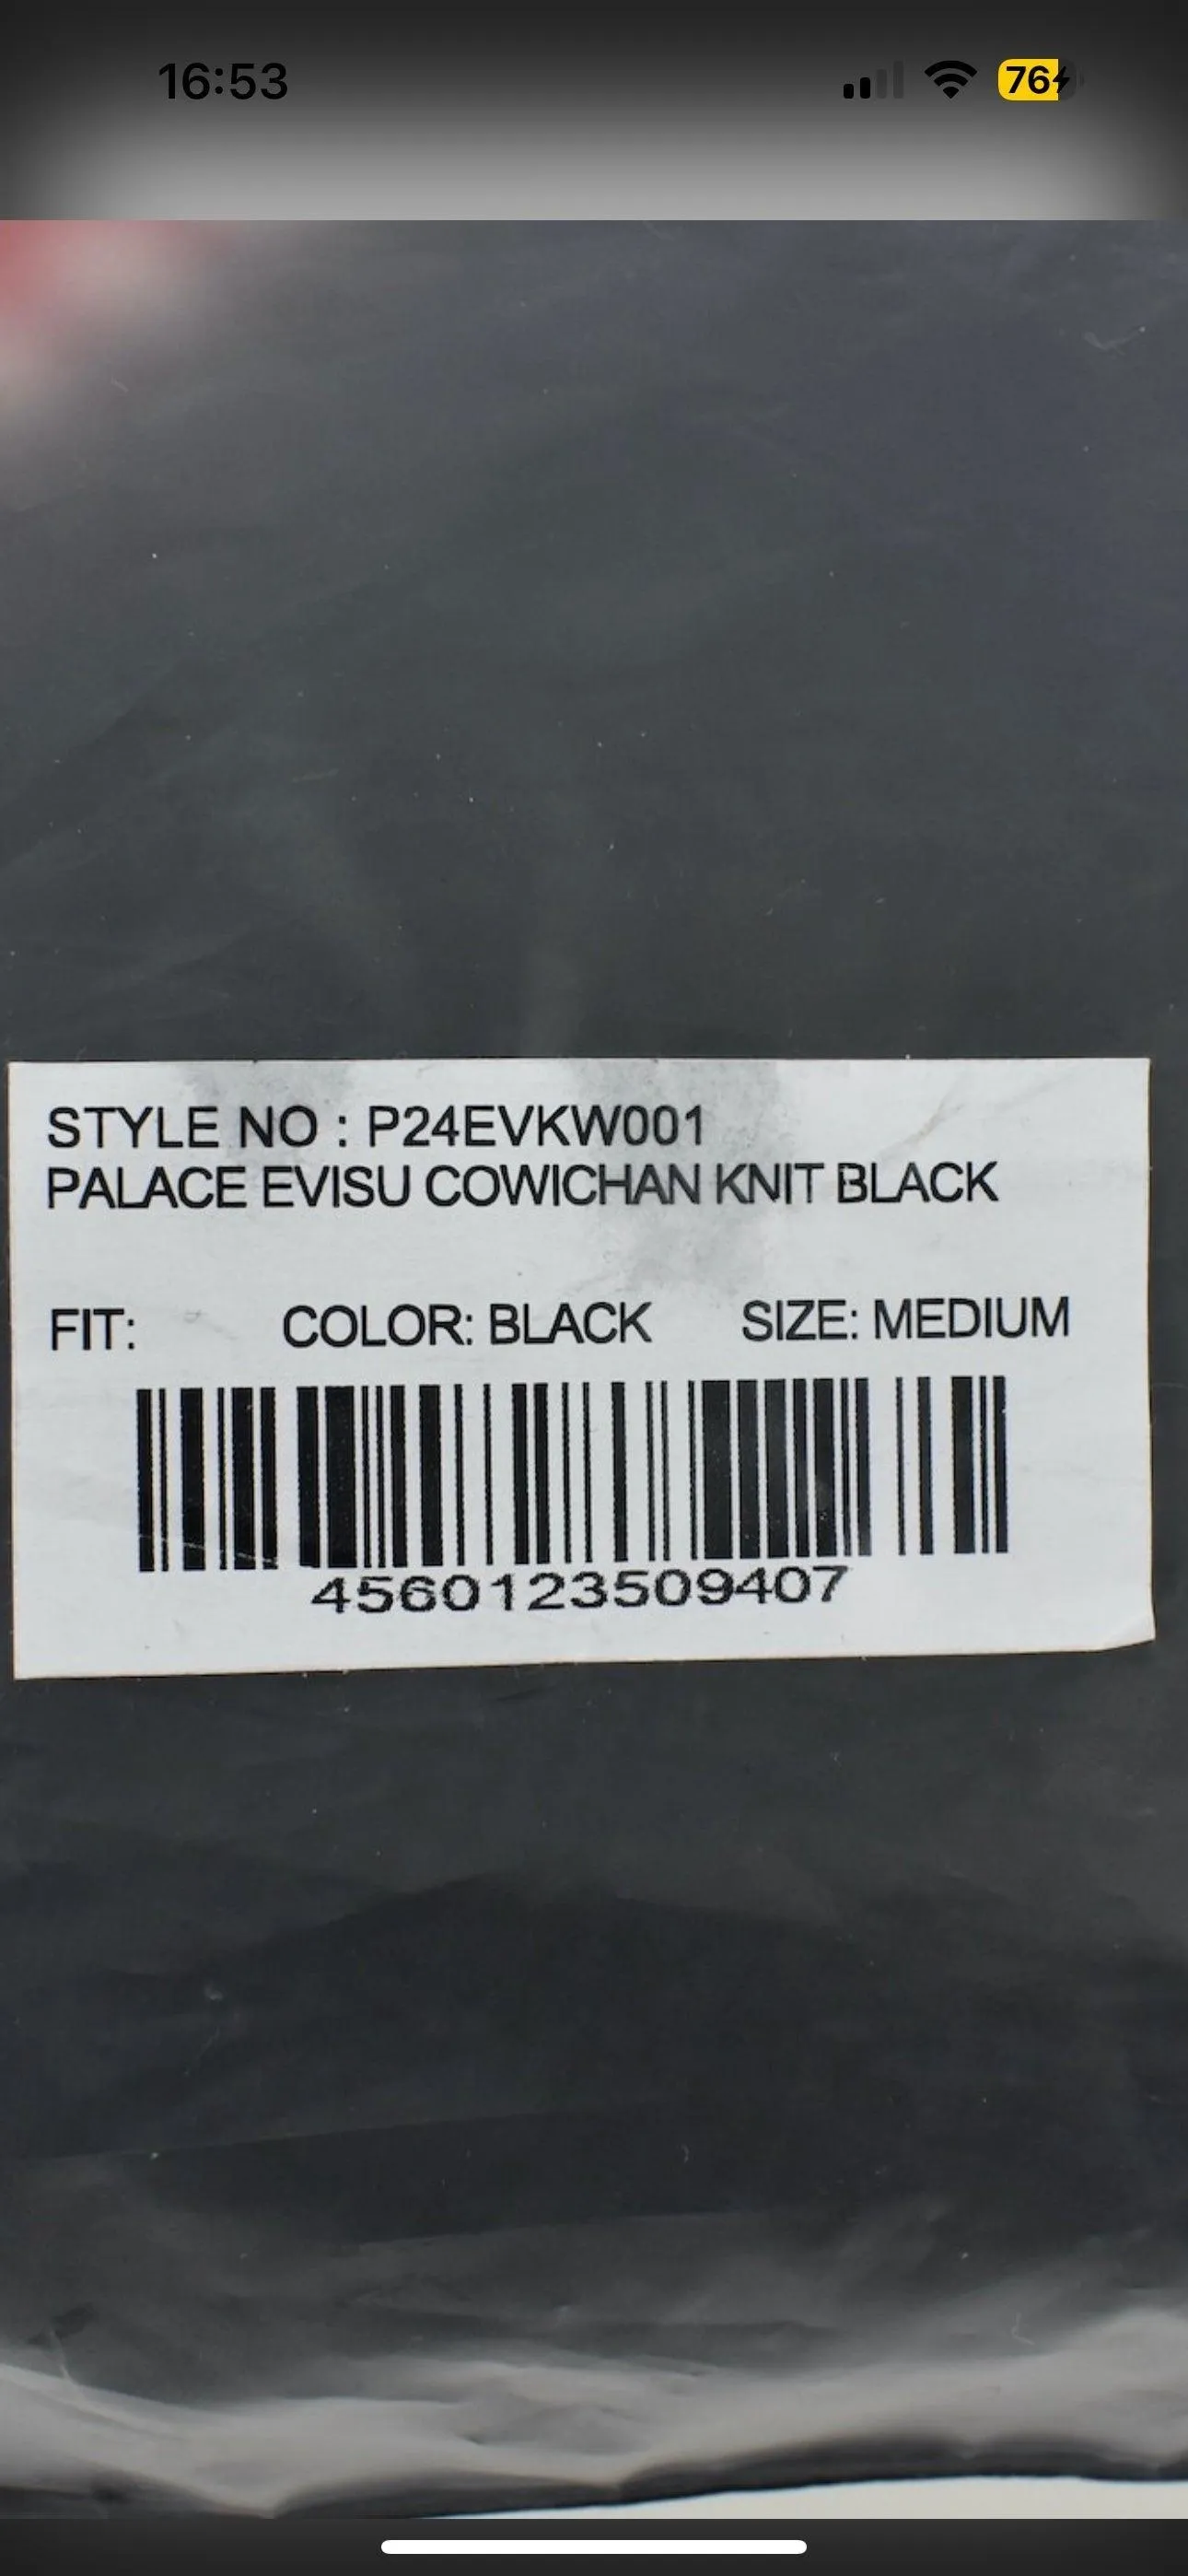 16:53
76
STYLE NO : P24EVKW001
PALACE EVISU COWICHAN KNIT BLACK
FIT: COLOR: BLACK SIZE: MEDIUM
4560123509407